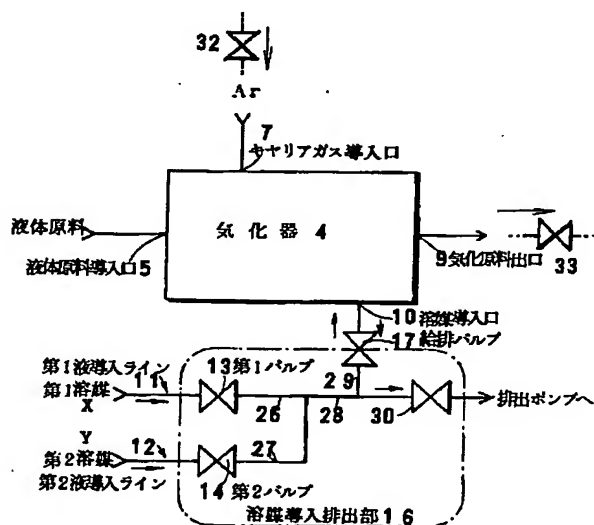 32
Ar
7
キャリアガス導入口
液体原料
気化器 4
液体原料導入口5
9気化原料出口
33
10溶媒導入口
17給排バルブ
第1液導入ライン
11
13第1バルブ
29
第1溶媒
X
26
28
30
排出ポンプへ
Y
第2溶媒
12
27
第2液導入ライン
14第2バルブ
溶媒導入排出部16